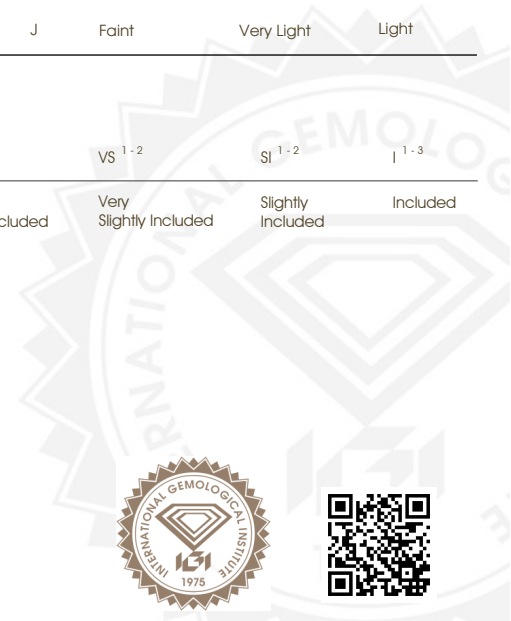 J Faint Very Light Light
VS 1 - 2 SI 1 - 2 I 1 - 3
Very Slightly Included
cluded Slightly Included Included
INTERNATIONAL GEMOLOGICAL INSTITUTE
IGI
1975